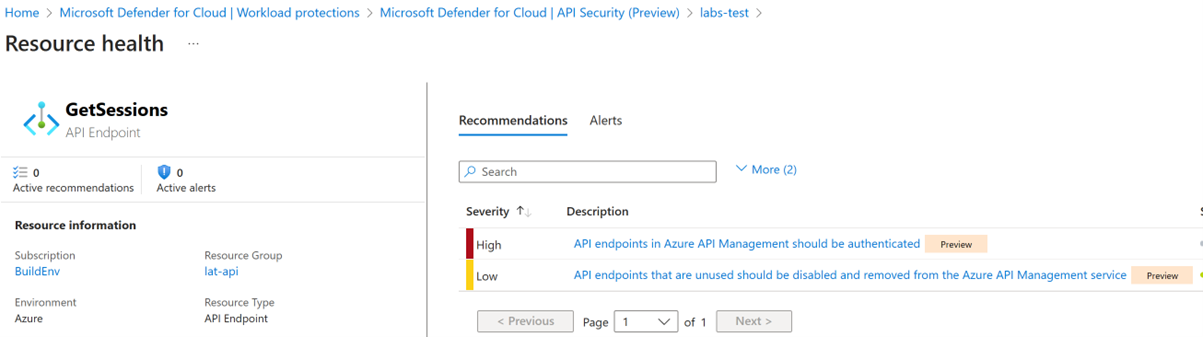 Home > Microsoft Defender for Cloud | Workload protections > Microsoft Defender for Cloud | API Security (Preview) > labs-test >
Resource health ...
GetSessions
API Endpoint
0
Active recommendations
0
Active alerts
Resource information
Subscription
BuildEnv
Resource Group
lat-api
Environment
Azure
Resource Type
API Endpoint
Recommendations Alerts
Search
More (2)
Severity ↑↓ Description
High API endpoints in Azure API Management should be authenticated Preview
Low API endpoints that are unused should be disabled and removed from the Azure API Management service Preview
< Previous Page 1 of 1 Next >